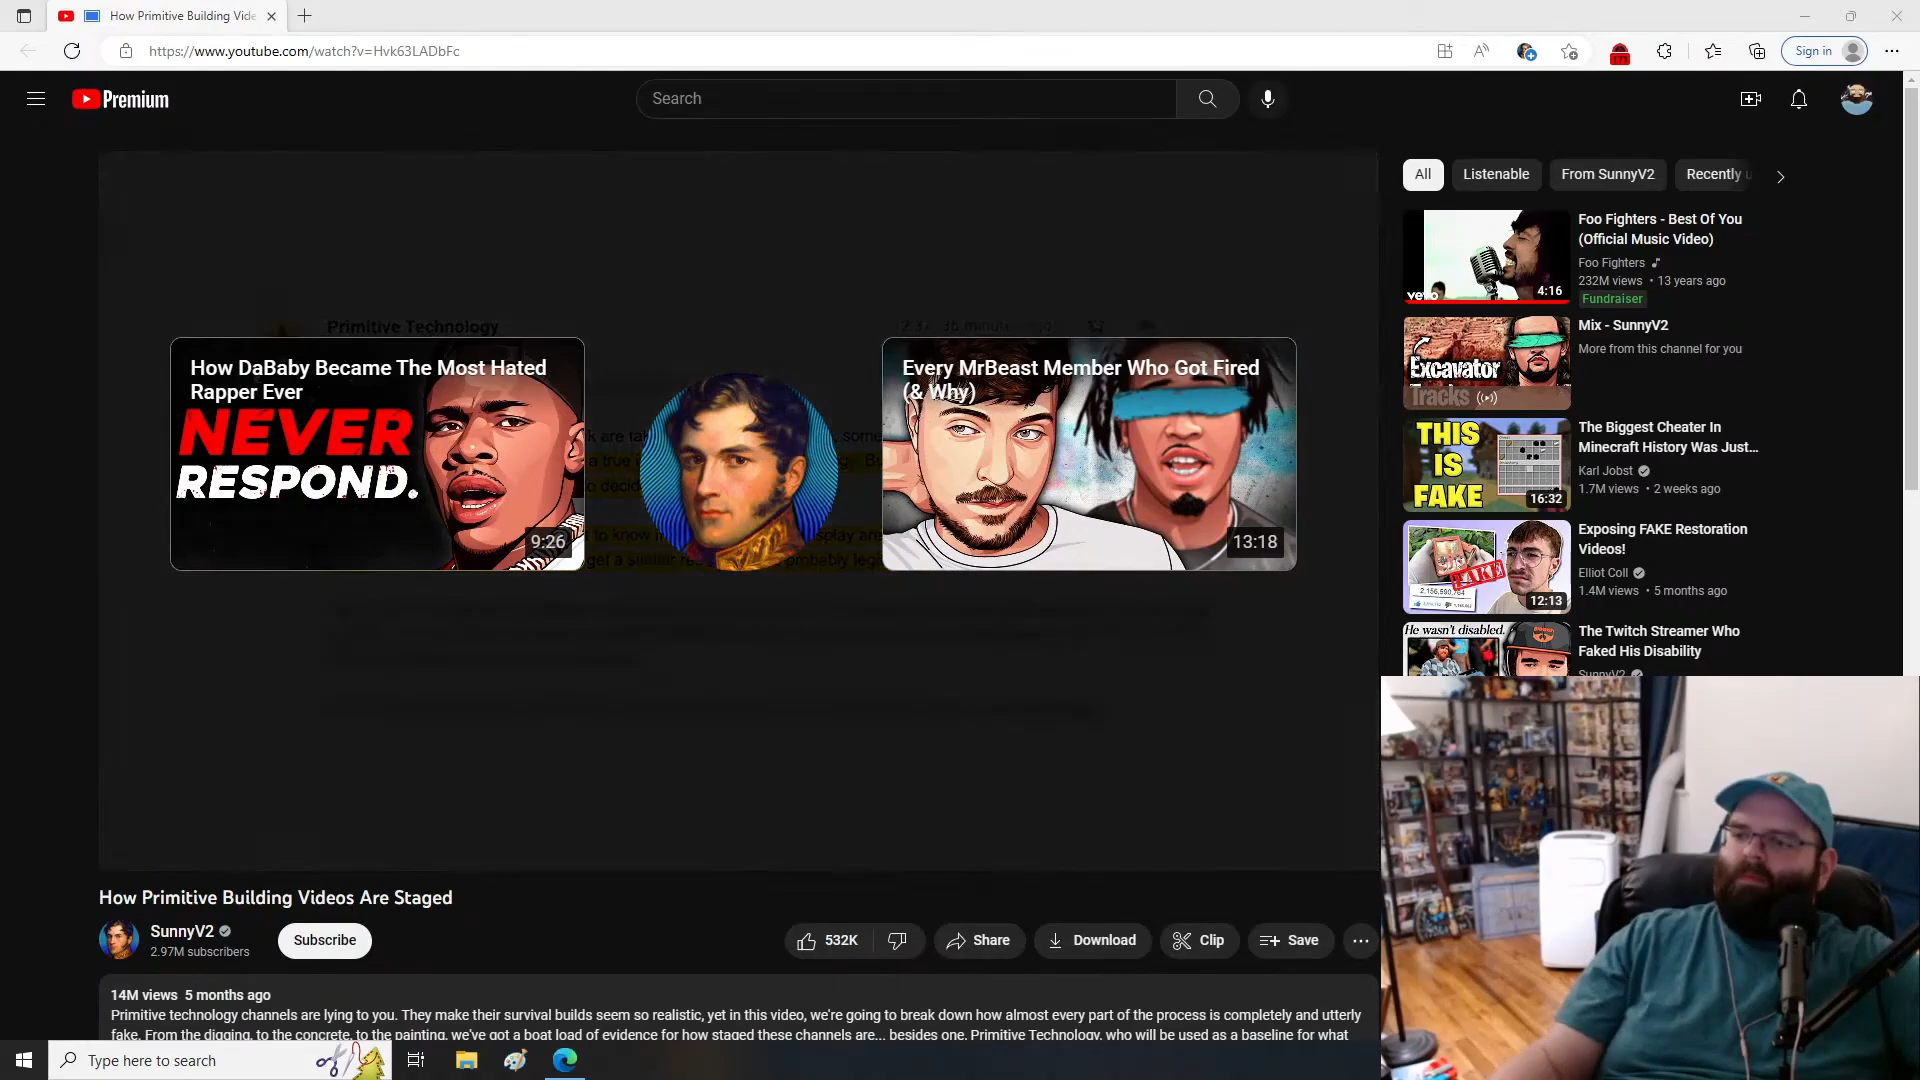 How Primitive Building Vide
https://www.youtube.com/watch?v=Hvk63LADbFc
171
Sign in
Premium
Search
All
Listenable
From SunnyV2
Recently u
Foo Fighters - Best Of You
(Official Music Video)
Foo Fighters
232M views • 13 years ago
Fundraiser
vevo
4:16
Mix - SunnyV2
More from this channel for you
Excavator
Tracks
The Biggest Cheater In
Minecraft History Was Just...
Karl Jobst
1.7M views • 2 weeks ago
THIS
IS
FAKE
16:32
Exposing FAKE Restoration
Videos!
Elliot Coll
1.4M views • 5 months ago
FAKE
2,156,590,764
12:13
He wasn't disabled.
The Twitch Streamer Who
Faked His Disability
SunnyV2
Primitive Technology
How DaBaby Became The Most Hated
Rapper Ever
NEVER
RESPOND.
9:26
Every MrBeast Member Who Got Fired
(& Why)
13:18
How Primitive Building Videos Are Staged
SunnyV2
2.97M subscribers
Subscribe
532K
Share
Download
Clip
Save
14M views 5 months ago
Primitive technology channels are lying to you. They make their survival builds seem so realistic, yet in this video, we're going to break down how almost every part of the process is completely and utterly
fake. From the digging, to the concrete, to the painting, we've got a boat load of evidence for how staged these channels are... besides one. Primitive Technology, who will be used as a baseline for what
Type here to search